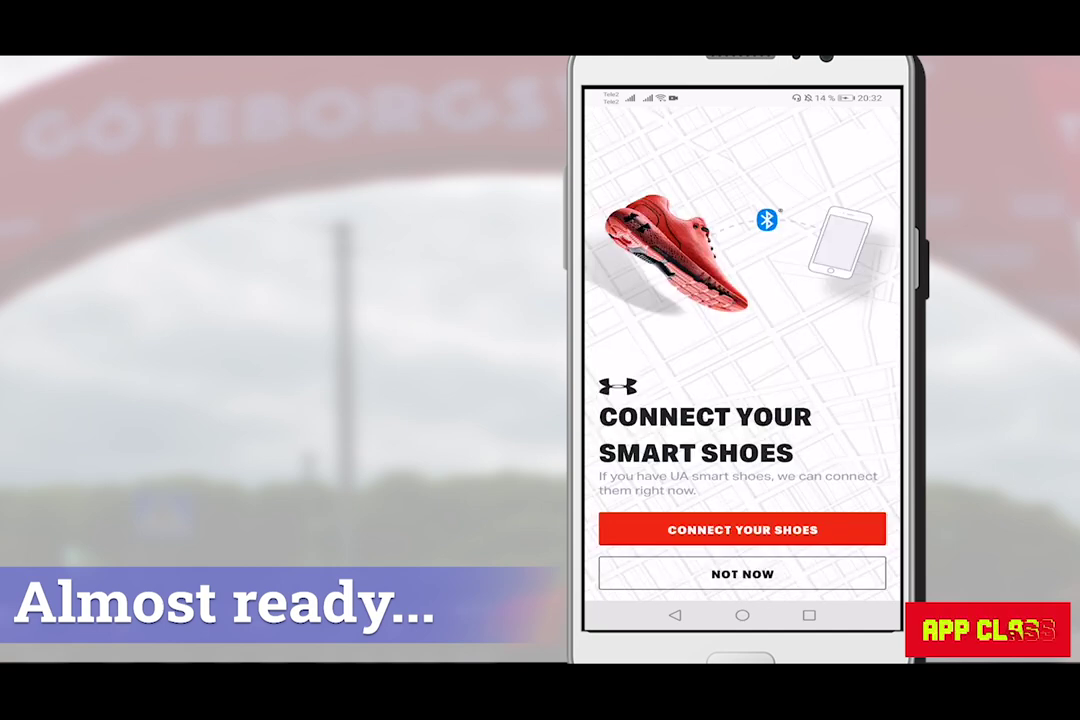 GÖTEBORGS
Tele2
Tele2
14 %
20:32
CONNECT YOUR
SMART SHOES
If you have UA smart shoes, we can connect
them right now.
CONNECT YOUR SHOES
NOT NOW
Almost ready...
APP CLASS